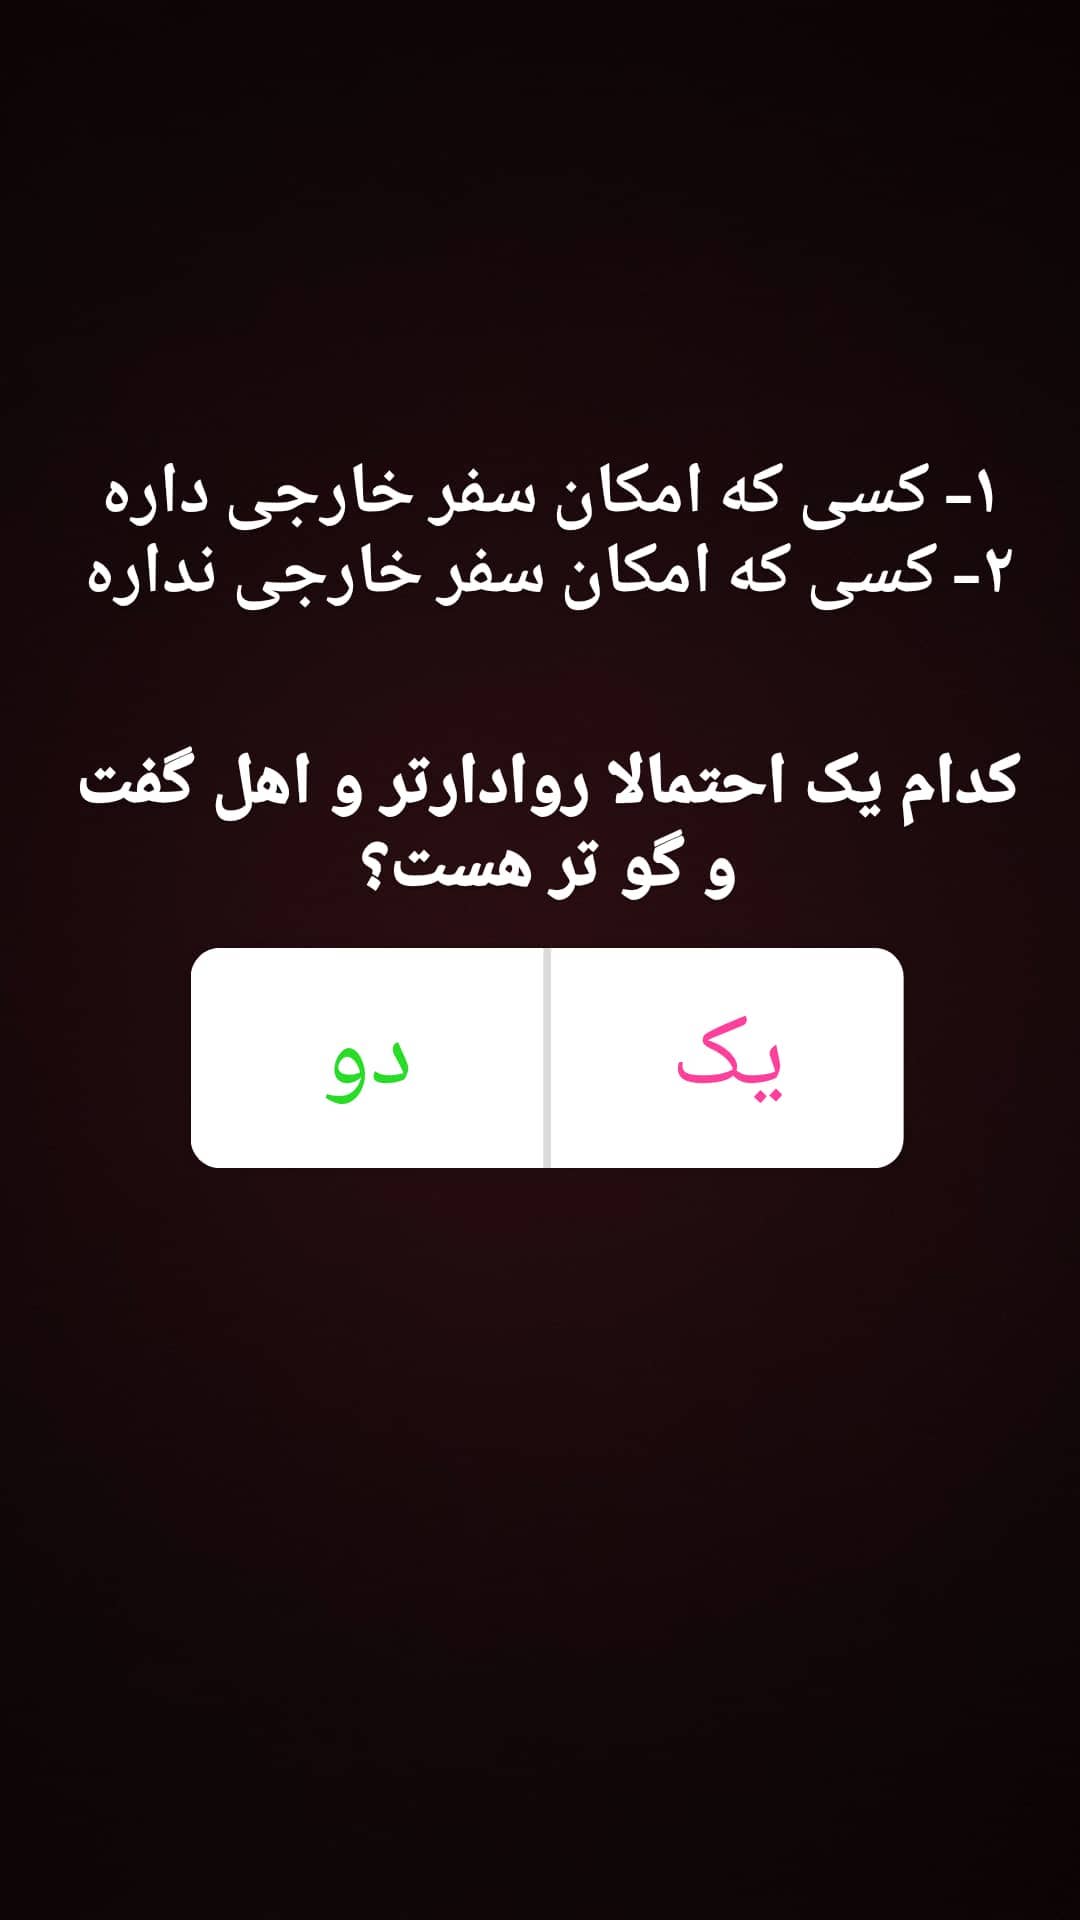 ۱- کسی که امکان سفر خارجی داره
۲- کسی که امکان سفر خارجی نداره
کدام یک احتمالا روادارتر و اهل گفت
و گو تر هست؟
یک
دو